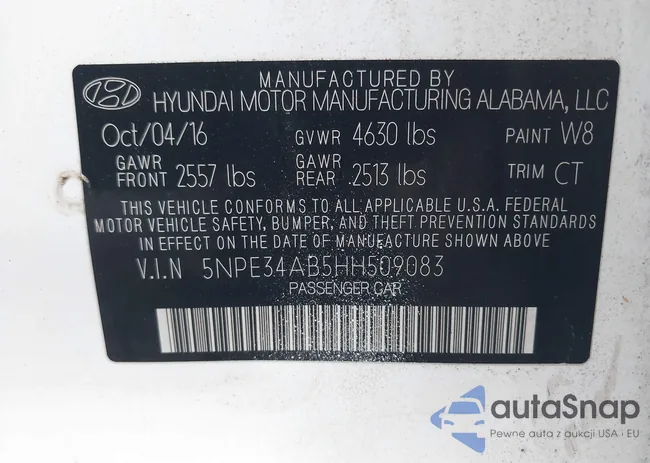 MANUFACTURED BY
HYUNDAI MOTOR MANUFACTURING ALABAMA, LLC
Oct/04/16 GVWR 4630 lbs PAINT W8
GAWR FRONT 2557 lbs GAWR REAR 2513 lbs TRIM CT
THIS VEHICLE CONFORMS TO ALL APPLICABLE U.S.A. FEDERAL
MOTOR VEHICLE SAFETY, BUMPER, AND THEFT PREVENTION STANDARDS
IN EFFECT ON THE DATE OF MANUFACTURE SHOWN ABOVE
V.I.N 5NPE34AB5HH509083
PASSENGER CAR
autoSnap
Pewne auta z aukcji USA i EU